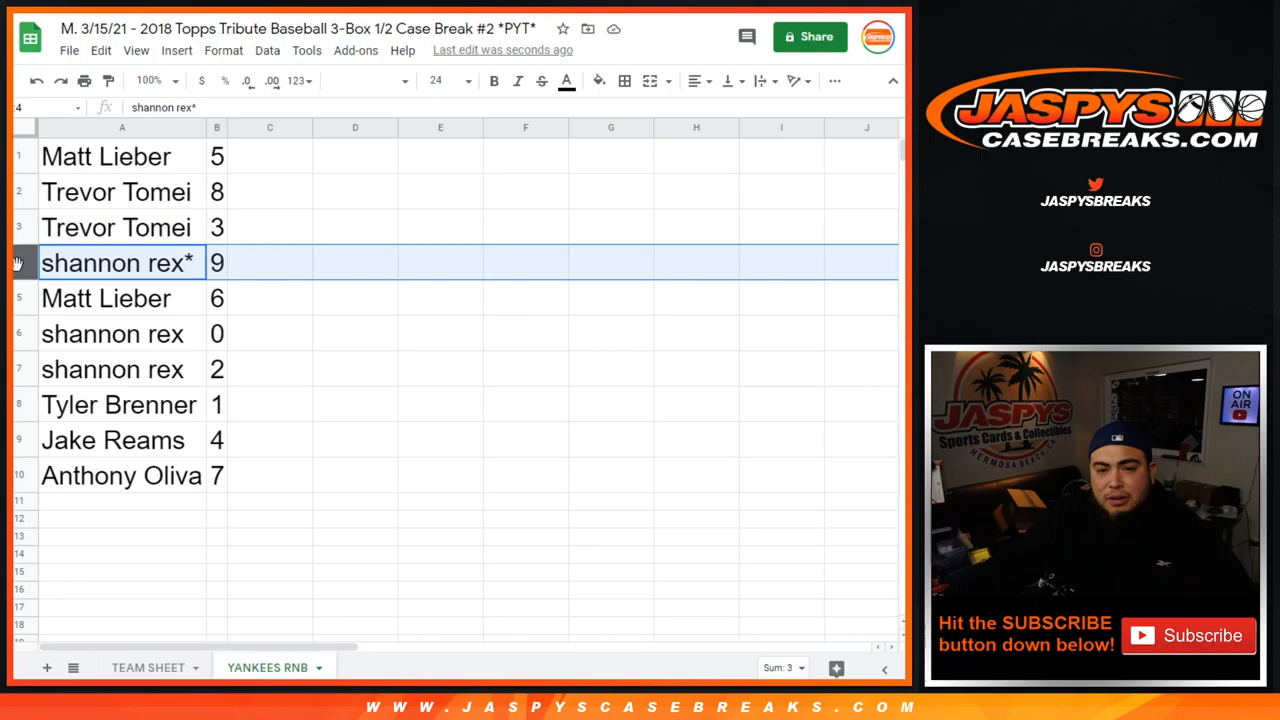 M. 3/15/21 - 2018 Topps Tribute Baseball 3-Box 1/2 Case Break #2 *PYT*
File Edit View Insert Format Data Tools Add-ons Help Last edit was seconds ago
Share
100% $ % .0 .00 123 24 B I S A
:4 fx shannon rex*
A B C D E F G H I J
1 Matt Lieber 5
2 Trevor Tomei 8
3 Trevor Tomei 3
shannon rex* 9
5 Matt Lieber 6
6 shannon rex 0
7 shannon rex 2
8 Tyler Brenner 1
9 Jake Reams 4
10 Anthony Oliva 7
11
12
13
14
15
16
17
18
TEAM SHEET YANKEES RNB Sum: 3
JASPYS
CASEBREAKS.COM
JASPYSBREAKS
JASPYSBREAKS
JASPYS
Sports Cards & Collectibles
HERMOSA BEACH, CA
ON
AIR
Hit the SUBSCRIBE
button down below!
Subscribe
WWW.JASPYSCASEBREAKS.COM